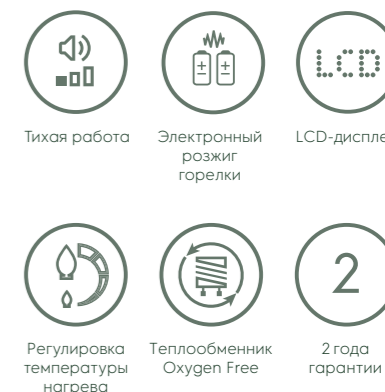 LCD
Тихая работа
Электронный
розжиг
горелки
LCD-диспле
2
Регулировка
температуры
нагрева
Теплообменник
Oxygen Free
2 года
гарантии